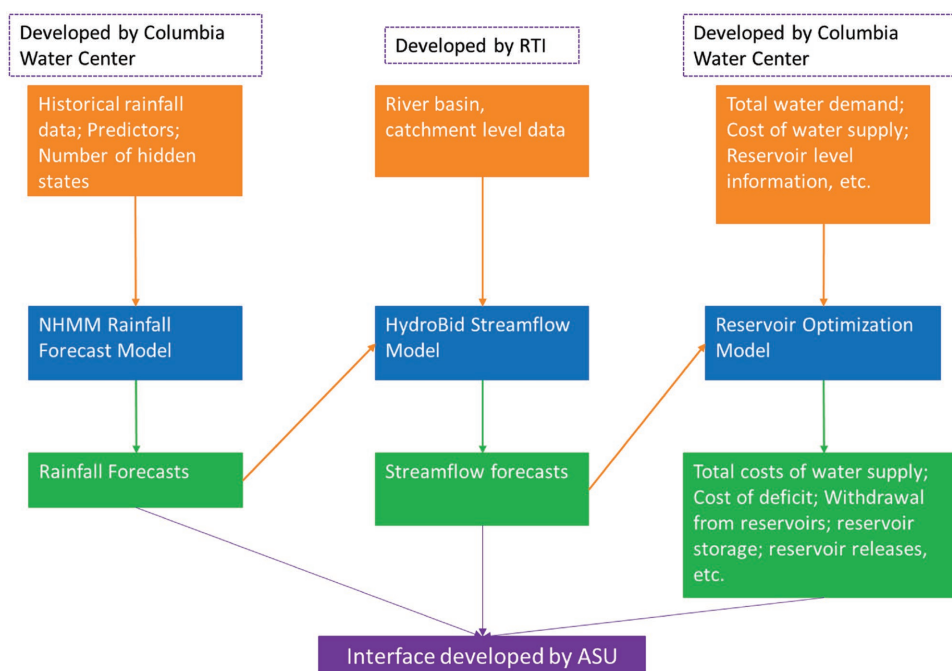 Developed by Columbia
Water Center
Developed by RTI
Developed by Columbia
Water Center
Historical rainfall
data; Predictors;
Number of hidden
states
River basin,
catchment level data
Total water demand;
Cost of water supply;
Reservoir level
information, etc.
NHMM Rainfall
Forecast Model
HydroBid Streamflow
Model
Reservoir Optimization
Model
Rainfall Forecasts
Streamflow forecasts
Total costs of water supply;
Cost of deficit; Withdrawal
from reservoirs; reservoir
storage; reservoir releases,
etc.
Interface developed by ASU